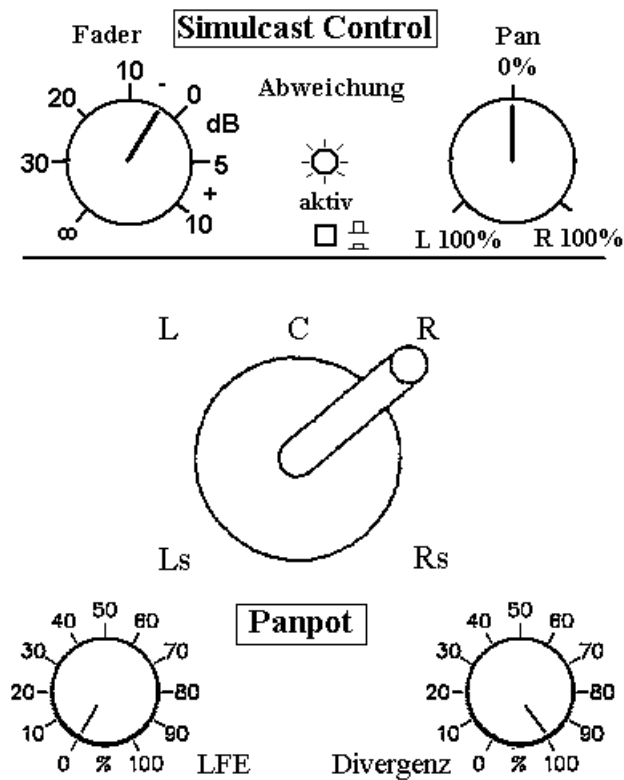 Fader Simulcast Control Pan
10 - 0 dB 5 + 10 20 30 ∞
Abweichung
0%
aktiv
L 100% R 100%
L C R
Ls Rs
Panpot
0 10 20 30 40 50 60 70 80 90 100 %
LFE
0 10 20 30 40 50 60 70 80 90 100 %
Divergenz